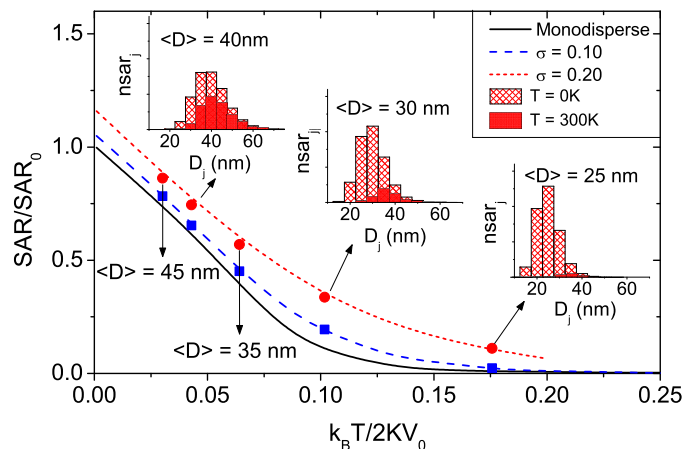 SAR/SAR0
1.5
1.0
0.5
0.0
0.00
0.05
0.10
0.15
0.20
0.25
kBT/2KV0
Monodisperse
σ = 0.10
σ = 0.20
T = 0K
T = 300K
<D> = 40nm
nsarj
20 40 60
Dj (nm)
<D> = 30 nm
nsarj
20 40 60
Dj (nm)
<D> = 25 nm
nsarj
20 40 60
Dj (nm)
<D> = 45 nm
<D> = 35 nm